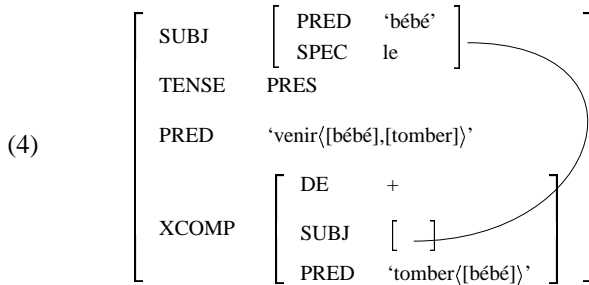 SUBJ PRED ‘bébé’
SPEC le
TENSE PRES
(4) PRED ‘venir⟨[bébé],[tomber]⟩’
DE +
XCOMP SUBJ [ ]
PRED ‘tomber⟨[bébé]⟩’